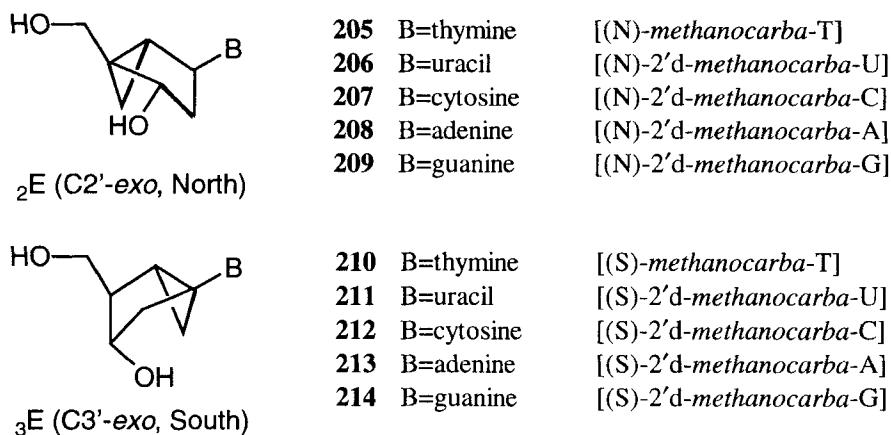 HO
B
HO
₂E (C2'-exo, North)
205 B=thymine [(N)-methanocarba-T]
206 B=uracil [(N)-2'd-methanocarba-U]
207 B=cytosine [(N)-2'd-methanocarba-C]
208 B=adenine [(N)-2'd-methanocarba-A]
209 B=guanine [(N)-2'd-methanocarba-G]
HO
B
OH
₃E (C3'-exo, South)
210 B=thymine [(S)-methanocarba-T]
211 B=uracil [(S)-2'd-methanocarba-U]
212 B=cytosine [(S)-2'd-methanocarba-C]
213 B=adenine [(S)-2'd-methanocarba-A]
214 B=guanine [(S)-2'd-methanocarba-G]